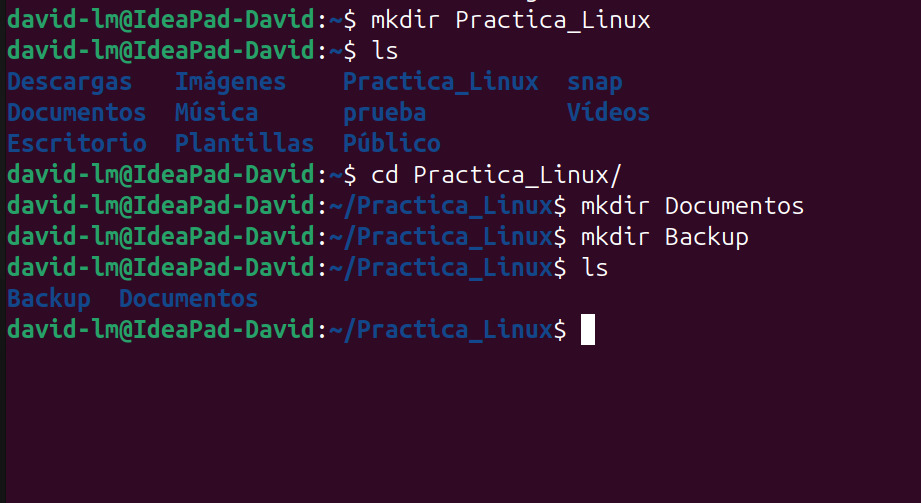 david-lm@IdeaPad-David:~$ mkdir Practica_Linux
david-lm@IdeaPad-David:~$ ls
Descargas Imágenes Practica_Linux snap
Documentos Música prueba Vídeos
Escritorio Plantillas Público
david-lm@IdeaPad-David:~$ cd Practica_Linux/
david-lm@IdeaPad-David:~/Practica_Linux$ mkdir Documentos
david-lm@IdeaPad-David:~/Practica_Linux$ mkdir Backup
david-lm@IdeaPad-David:~/Practica_Linux$ ls
Backup Documentos
david-lm@IdeaPad-David:~/Practica_Linux$